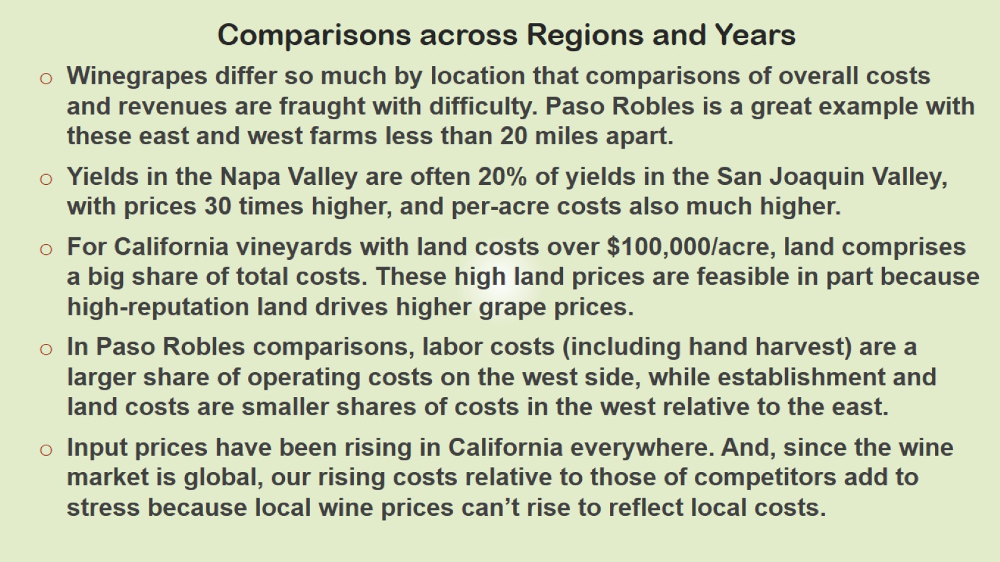 Comparisons across Regions and Years
○ Winegrapes differ so much by location that comparisons of overall costs
and revenues are fraught with difficulty. Paso Robles is a great example with
these east and west farms less than 20 miles apart.
○ Yields in the Napa Valley are often 20% of yields in the San Joaquin Valley,
with prices 30 times higher, and per-acre costs also much higher.
○ For California vineyards with land costs over $100,000/acre, land comprises
a big share of total costs. These high land prices are feasible in part because
high-reputation land drives higher grape prices.
○ In Paso Robles comparisons, labor costs (including hand harvest) are a
larger share of operating costs on the west side, while establishment and
land costs are smaller shares of costs in the west relative to the east.
○ Input prices have been rising in California everywhere. And, since the wine
market is global, our rising costs relative to those of competitors add to
stress because local wine prices can’t rise to reflect local costs.